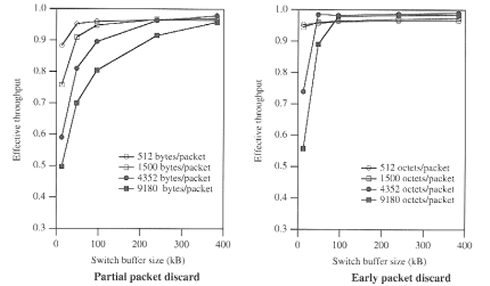 1.0
0.9
0.8
0.7
0.6
0.5
0.4
0.3
Effective throughput
512 bytes/packet
1500 bytes/packet
4352 bytes/packet
9180 bytes/packet
0 100 200 300 400
Switch buffer size (kB)
Partial packet discard
1.0
0.9
0.8
0.7
0.6
0.5
0.4
0.3
Effective throughput
512 octets/packet
1500 octets/packet
4352 octets/packet
9180 octets/packet
0 100 200 300 400
Switch buffer size (kB)
Early packet discard